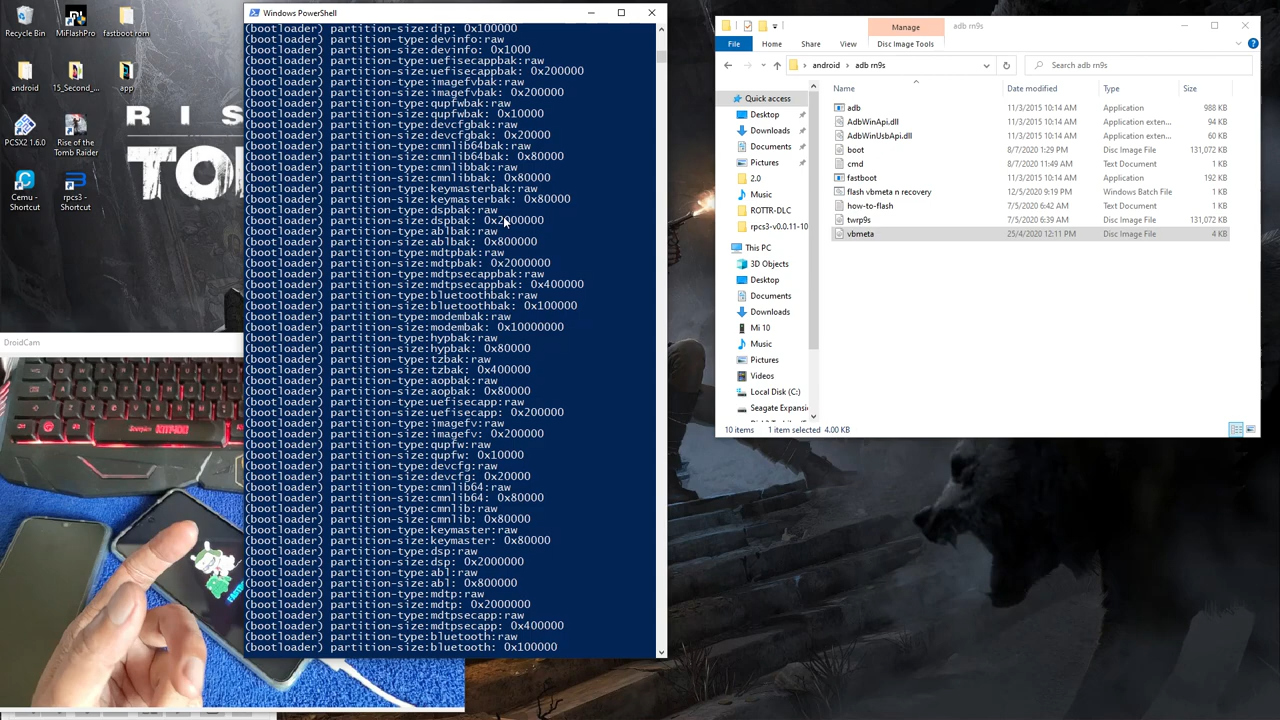 Recycle Bin
MiFlashPro
fastboot rom
android
15_Second_...
app
PCSX2 1.6.0
Rise of the Tomb Raider
Cemu - Shortcut
rpcs3 - Shortcut
RIS
TO
DroidCam
Windows PowerShell
(bootloader) partition-size:dip: 0x100000
(bootloader) partition-type:devinfo:raw
(bootloader) partition-size:devinfo: 0x1000
(bootloader) partition-type:uefisecappbak:raw
(bootloader) partition-size:uefisecappbak: 0x200000
(bootloader) partition-type:imagefvbak:raw
(bootloader) partition-size:imagefvbak: 0x200000
(bootloader) partition-type:qupfwbak:raw
(bootloader) partition-size:qupfwbak: 0x10000
(bootloader) partition-type:devcfgbak:raw
(bootloader) partition-size:devcfgbak: 0x20000
(bootloader) partition-type:cmnlib64bak:raw
(bootloader) partition-size:cmnlib64bak: 0x80000
(bootloader) partition-type:cmnlibbak:raw
(bootloader) partition-size:cmnlibbak: 0x80000
(bootloader) partition-type:keymasterbak:raw
(bootloader) partition-size:keymasterbak: 0x80000
(bootloader) partition-type:dspbak:raw
(bootloader) partition-size:dspbak: 0x2000000
(bootloader) partition-type:ablbak:raw
(bootloader) partition-size:ablbak: 0x800000
(bootloader) partition-type:mdtpbak:raw
(bootloader) partition-size:mdtpbak: 0x2000000
(bootloader) partition-type:mdtpsecappbak:raw
(bootloader) partition-size:mdtpsecappbak: 0x400000
(bootloader) partition-type:bluetoothbak:raw
(bootloader) partition-size:bluetoothbak: 0x100000
(bootloader) partition-type:modembak:raw
(bootloader) partition-size:modembak: 0x10000000
(bootloader) partition-type:hypbak:raw
(bootloader) partition-size:hypbak: 0x80000
(bootloader) partition-type:tzbak:raw
(bootloader) partition-size:tzbak: 0x400000
(bootloader) partition-type:aopbak:raw
(bootloader) partition-size:aopbak: 0x80000
(bootloader) partition-type:uefisecapp:raw
(bootloader) partition-size:uefisecapp: 0x200000
(bootloader) partition-type:imagefv:raw
(bootloader) partition-size:imagefv: 0x200000
(bootloader) partition-type:qupfw:raw
(bootloader) partition-size:qupfw: 0x10000
(bootloader) partition-type:devcfg:raw
(bootloader) partition-size:devcfg: 0x20000
(bootloader) partition-type:cmnlib64:raw
(bootloader) partition-size:cmnlib64: 0x80000
(bootloader) partition-type:cmnlib:raw
(bootloader) partition-size:cmnlib: 0x80000
(bootloader) partition-type:keymaster:raw
(bootloader) partition-size:keymaster: 0x80000
(bootloader) partition-type:dsp:raw
(bootloader) partition-size:dsp: 0x2000000
(bootloader) partition-type:abl:raw
(bootloader) partition-size:abl: 0x800000
(bootloader) partition-type:mdtp:raw
(bootloader) partition-size:mdtp: 0x2000000
(bootloader) partition-type:mdtpsecapp:raw
(bootloader) partition-size:mdtpsecapp: 0x400000
(bootloader) partition-type:bluetooth:raw
(bootloader) partition-size:bluetooth: 0x100000
Manage
adb rn9s
File Home Share View Disc Image Tools
android adb rn9s
Search adb rn9s
Quick access
Desktop
Downloads
Documents
Pictures
2.0
Music
ROTTR-DLC
rpcs3-v0.0.11-10
This PC
3D Objects
Desktop
Documents
Downloads
Mi 10
Music
Pictures
Videos
Local Disk (C:)
Seagate Expansi
Name Date modified Type Size
adb 11/3/2015 10:14 AM Application 988 KB
AdbWinApi.dll 11/3/2015 10:14 AM Application exten... 94 KB
AdbWinUsbApi.dll 11/3/2015 10:14 AM Application exten... 60 KB
boot 8/7/2020 1:29 PM Disc Image File 131,072 KB
cmd 8/7/2020 11:49 AM Text Document 1 KB
fastboot 11/3/2015 10:14 AM Application 192 KB
flash vbmeta n recovery 12/5/2020 9:19 PM Windows Batch File 1 KB
how-to-flash 7/5/2020 6:42 AM Text Document 1 KB
twrp9s 7/5/2020 6:39 AM Disc Image File 131,072 KB
vbmeta 25/4/2020 12:11 PM Disc Image File 4 KB
10 items 1 item selected 4.00 KB